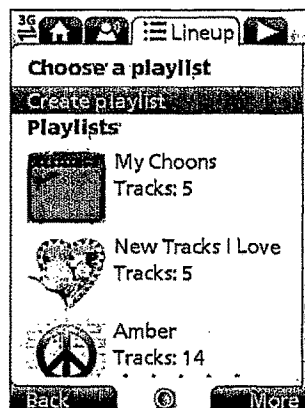 3G
Lineup
Choose a playlist
Create playlist
Playlists
My Choons
Tracks: 5
New Tracks I Love
Tracks: 5
Amber
Tracks: 14
Back
More